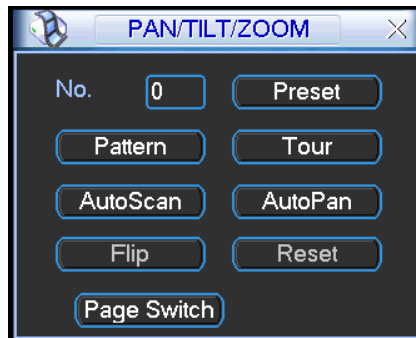 PAN/TILT/ZOOM
No. 0 Preset
Pattern Tour
AutoScan AutoPan
Flip Reset
Page Switch